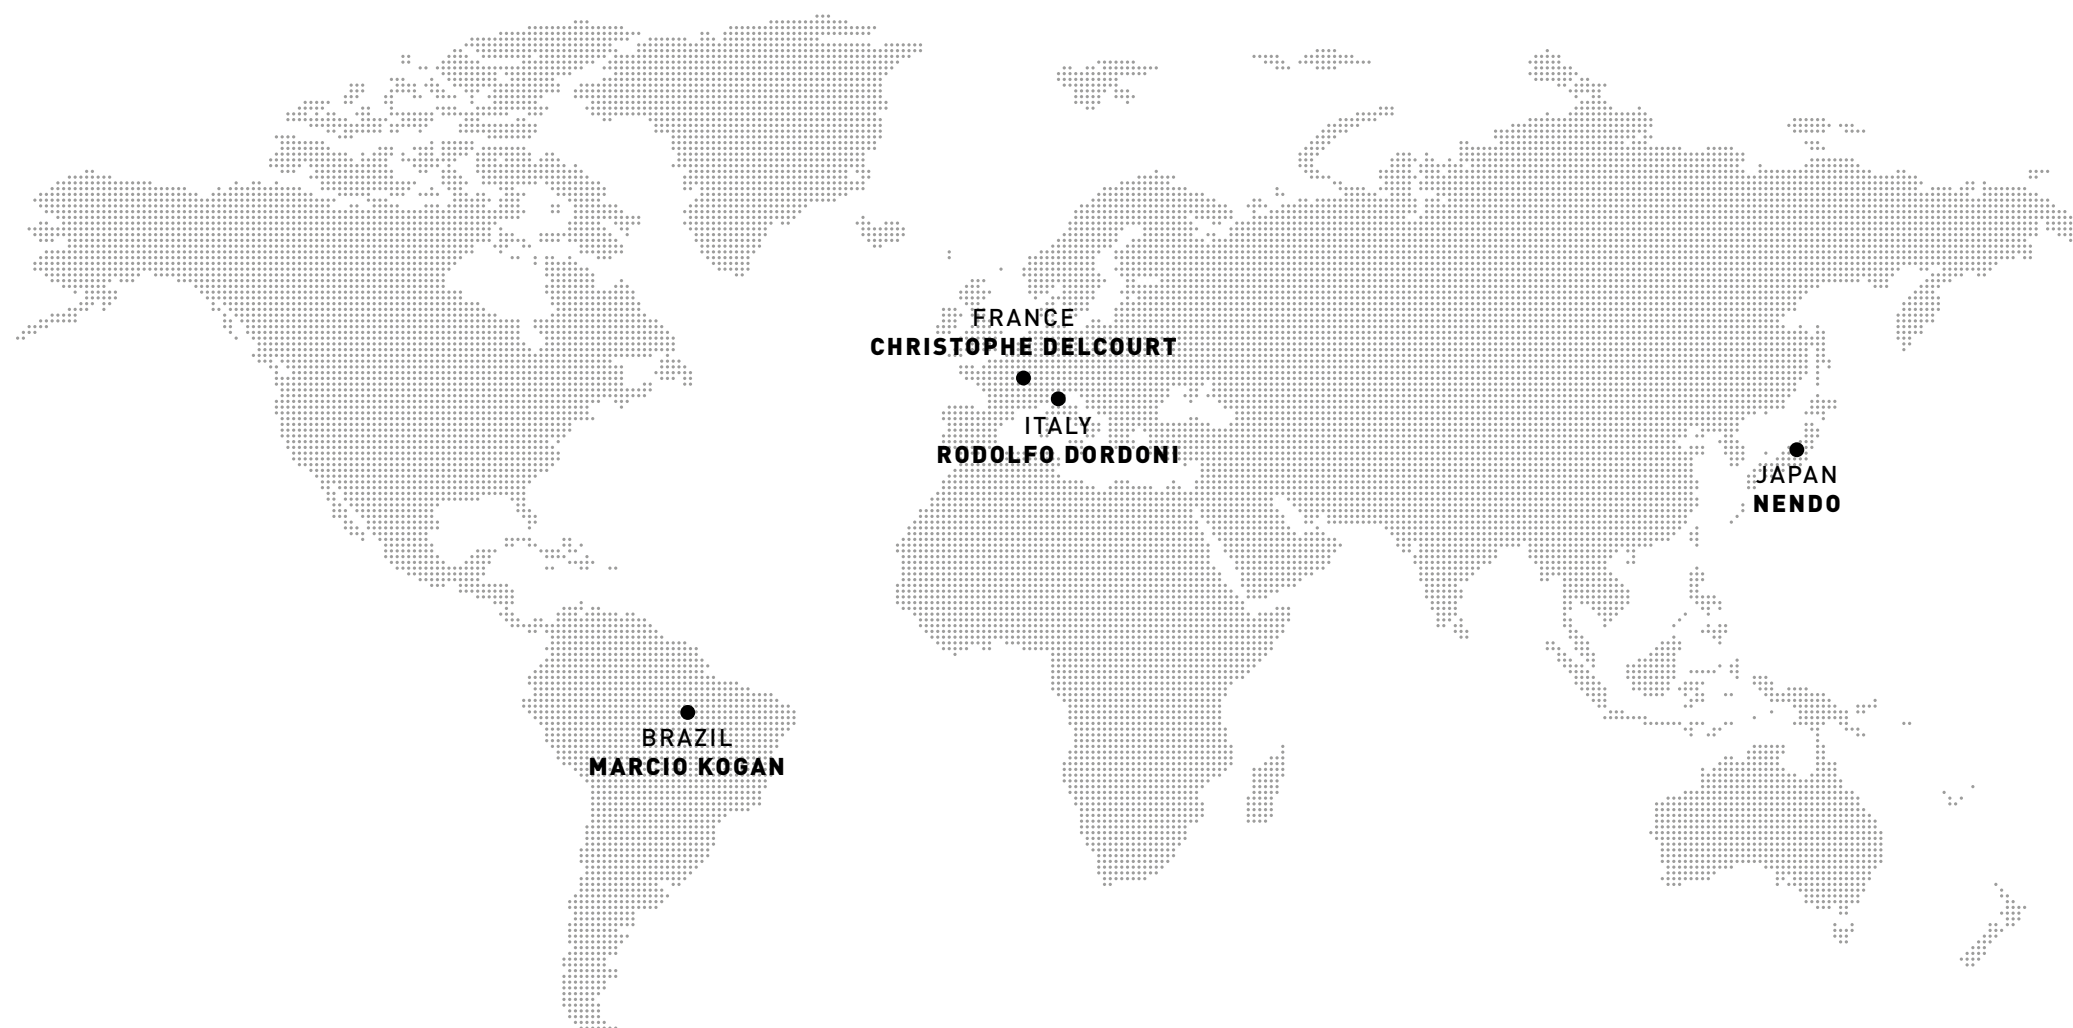 FRANCE
CHRISTOPHE DELCOURT
ITALY
RODOLFO DORDONI
JAPAN
NENDO
BRAZIL
MARCIO KOGAN